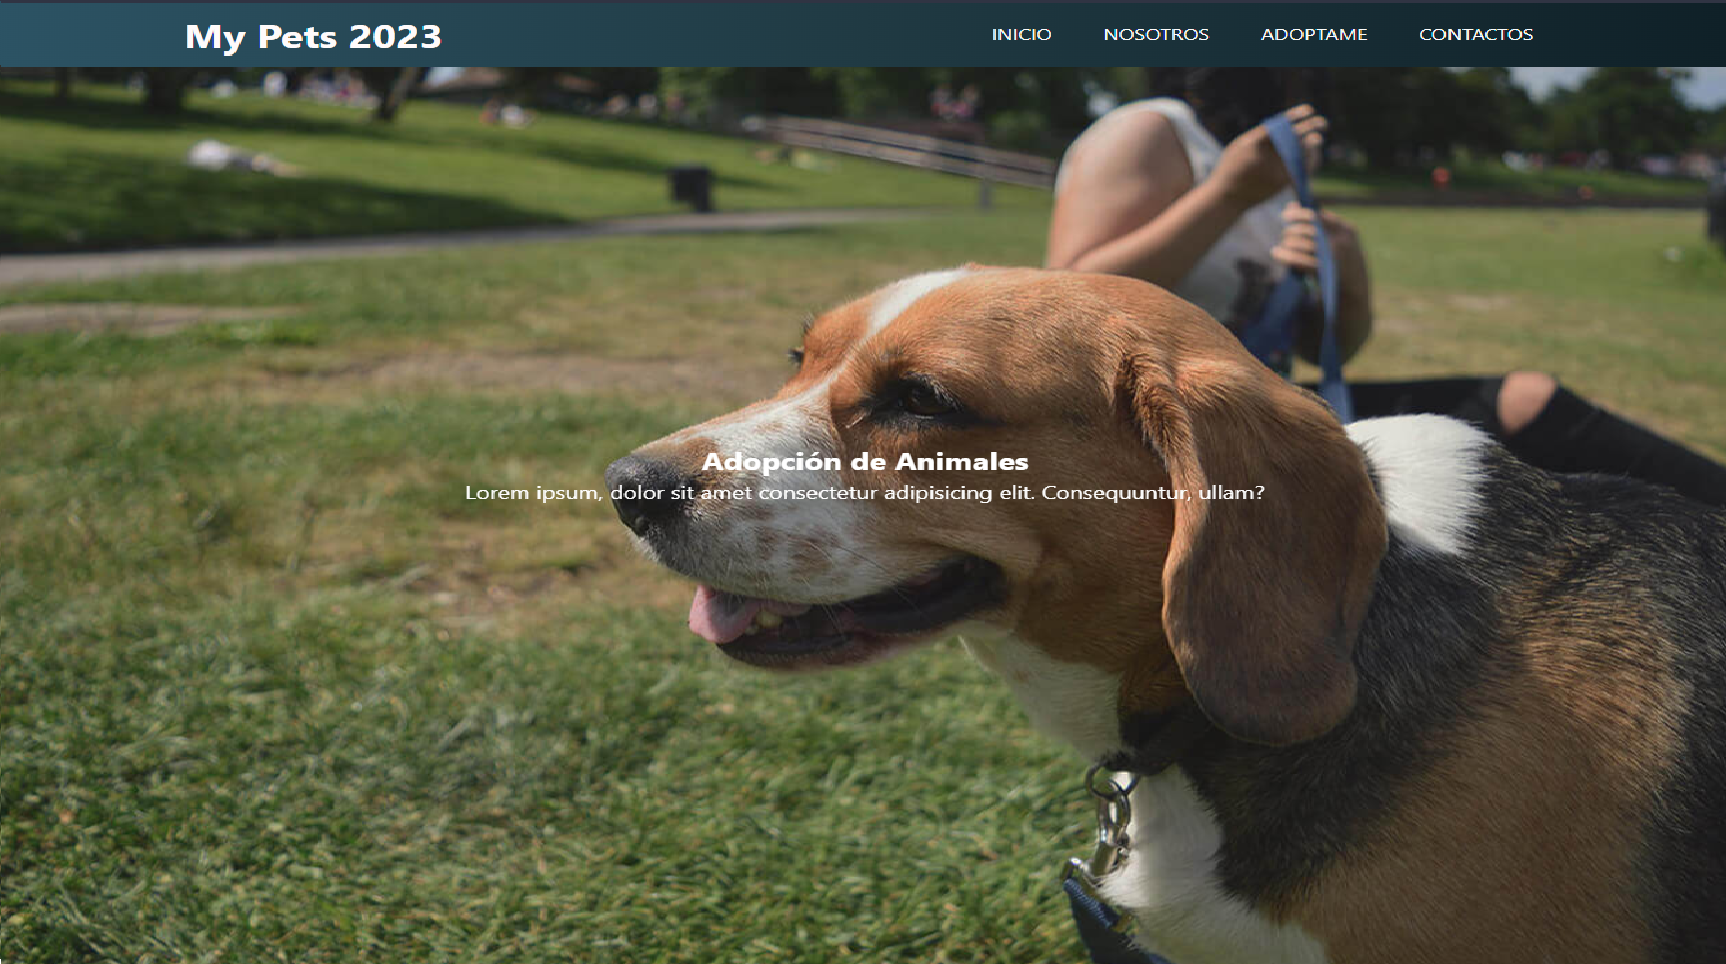 My Pets 2023
INICIO NOSOTROS ADOPTAME CONTACTOS
Adopción de Animales
Lorem ipsum, dolor sit amet consectetur adipisicing elit. Consequuntur, ullam?